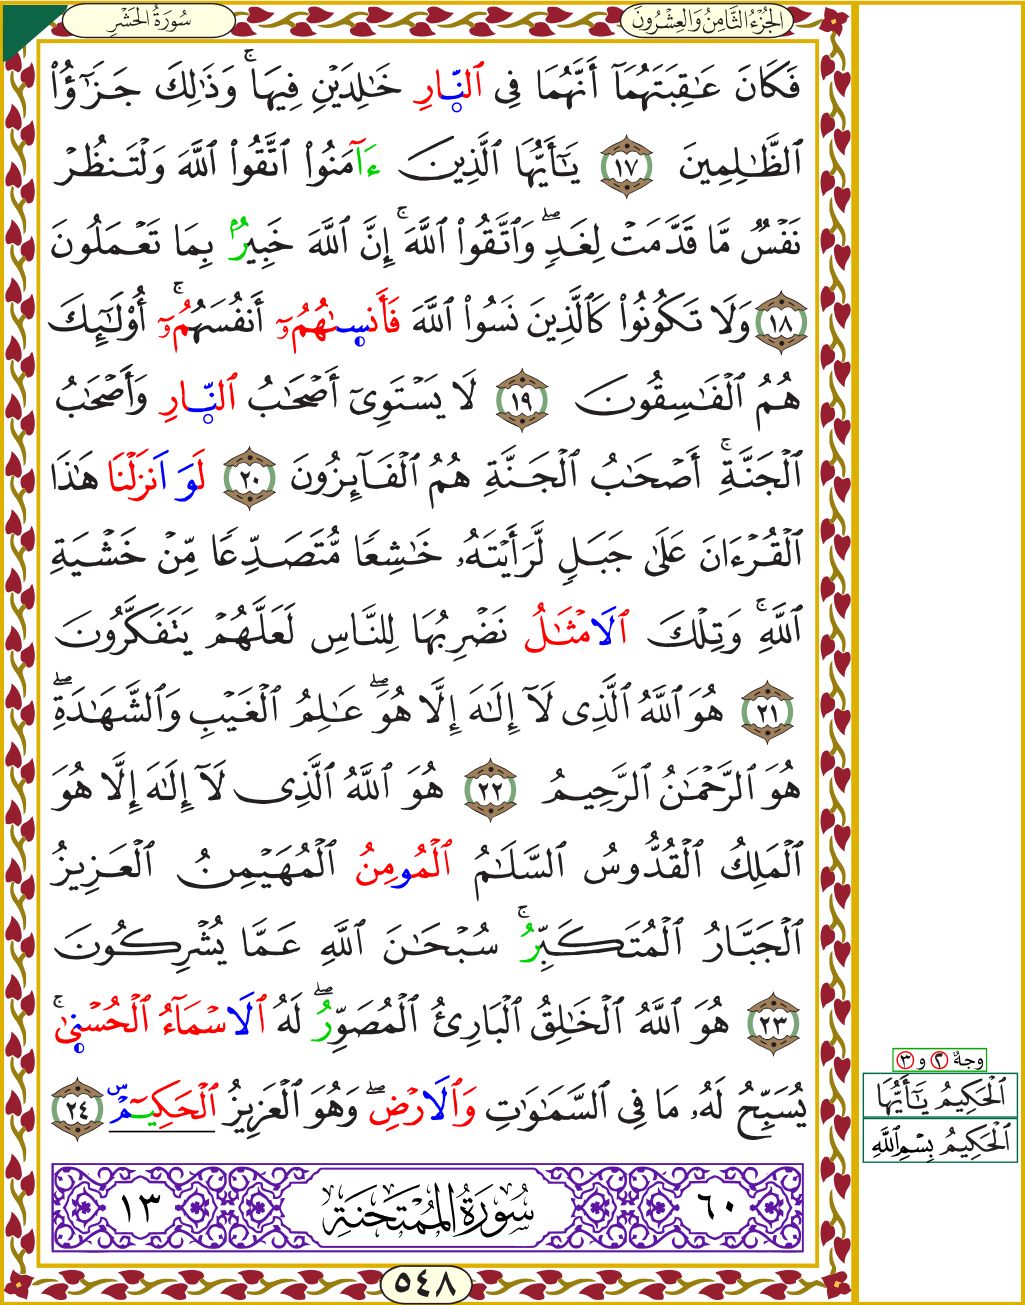 الجُزْءُ الثَّامِنُ وَالعِشْرُونَ
سُورَةُ الحَشْرِ
فَكَانَ عَٰقِبَتَهُمَآ أَنَّهُمَا فِى ٱلنّ۪ارِ خَٰلِدَيْنِ فِيهَاۚ وَذَٰلِكَ جَزَٰٓؤُاْ
ٱلظَّٰلِمِينَ ١٧ يَٰٓأَيُّهَا ٱلَّذِينَ ءَآمَنُواْ ٱتَّقُواْ ٱللَّهَ وَلْتَنظُرْ
نَفْسٌ مَّا قَدَّمَتْ لِغَدٍۖ وَٱتَّقُواْ ٱللَّهَۚ إِنَّ ٱللَّهَ خَبِيرُۢ بِمَا تَعْمَلُونَ
١٨ وَلَا تَكُونُواْ كَٱلَّذِينَ نَسُواْ ٱللَّهَ فَأَنسٜىٰهُمُۥٓ أَنفُسَهُمُۥٓۚ أُوْلَٰٓئِكَ
هُمُ ٱلْفَٰسِقُونَ ١٩ لَا يَسْتَوِىٓ أَصْحَٰبُ ٱلنّ۪ارِ وَأَصْحَٰبُ
ٱلْجَنَّةِۚ أَصْحَٰبُ ٱلْجَنَّةِ هُمُ ٱلْفَآئِزُونَ ٢٠ لَوَ اَنزَلْنَا هَٰذَا
ٱلْقُرْءَانَ عَلَىٰ جَبَلٍ لَّرَأَيْتَهُۥ خَٰشِعًا مُّتَصَدِّعًا مِّنْ خَشْيَةِ
ٱللَّهِۚ وَتِلْكَ ٱلَامْثَٰلُ نَضْرِبُهَا لِلنَّاسِ لَعَلَّهُمْ يَتَفَكَّرُونَ
٢١ هُوَ ٱللَّهُ ٱلَّذِى لَآ إِلَٰهَ إِلَّا هُوَۖ عَٰلِمُ ٱلْغَيْبِ وَٱلشَّهَٰدَةِۖ
هُوَ ٱلرَّحْمَٰنُ ٱلرَّحِيمُ ٢٢ هُوَ ٱللَّهُ ٱلَّذِى لَآ إِلَٰهَ إِلَّا هُوَ
ٱلْمَلِكُ ٱلْقُدُّوسُ ٱلسَّلَٰمُ ٱلْمُومِنُ ٱلْمُهَيْمِنُ ٱلْعَزِيزُ
ٱلْجَبَّارُ ٱلْمُتَكَبِّرُۚ سُبْحَٰنَ ٱللَّهِ عَمَّا يُشْرِكُونَ
٢٣ هُوَ ٱللَّهُ ٱلْخَٰلِقُ ٱلْبَارِئُ ٱلْمُصَوِّرُۖ لَهُ ٱلَاسْمَآءُ ٱلْحُسْنٜىٰۚ
يُسَبِّحُ لَهُۥ مَا فِى ٱلسَّمَٰوَٰتِ وَٱلَارْضِۖ وَهُوَ ٱلْعَزِيزُ ٱلْحَكِيمُ س ٢٤
٦٠ سُورَةُ المُمْتَحَنَةِ ١٣
٥٤٨
وجهٌ ٢ و ٣
ٱلْحَكِيمُ يَٰٓأَيُّهَا
ٱلْحَكِيمُ بِسْمِ ٱللَّهِ